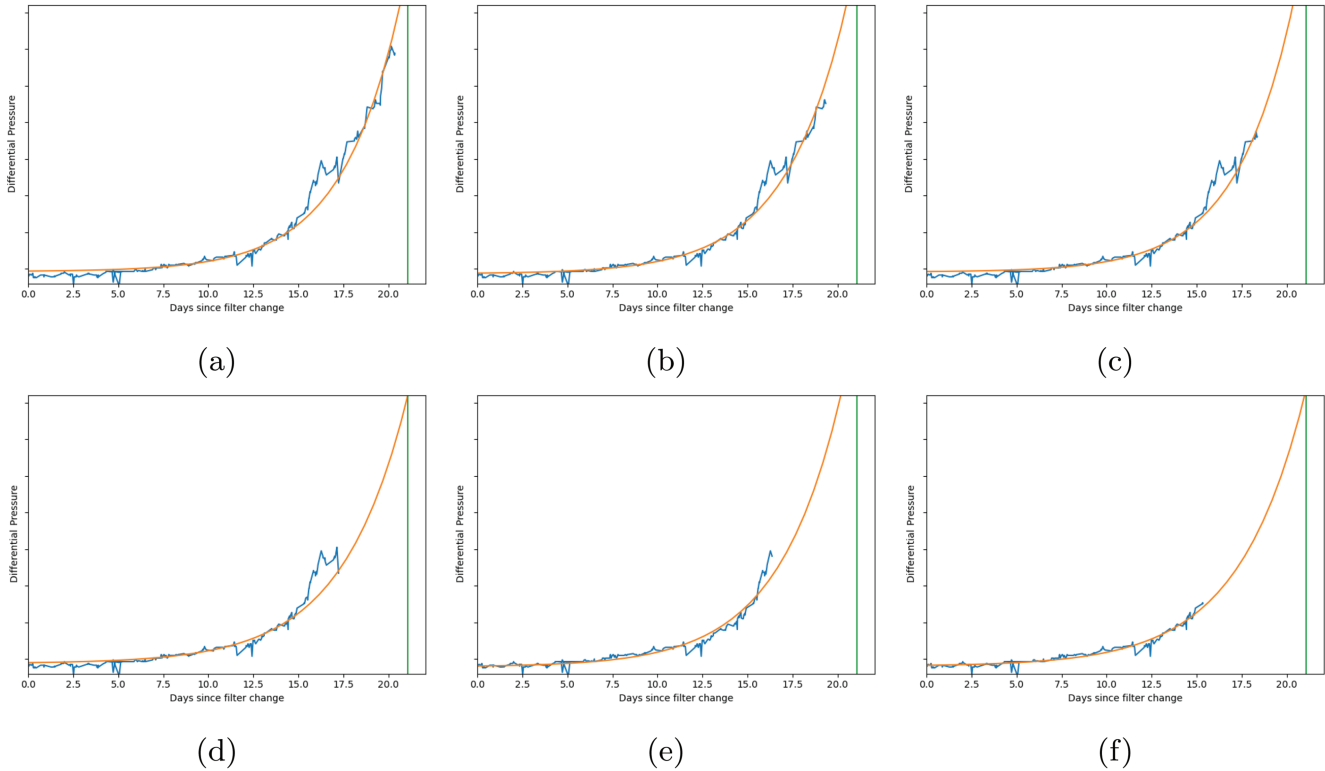 Differential Pressure
0.0 2.5 5.0 7.5 10.0 12.5 15.0 17.5 20.0
Days since filter change
(a)
Differential Pressure
0.0 2.5 5.0 7.5 10.0 12.5 15.0 17.5 20.0
Days since filter change
(b)
Differential Pressure
0.0 2.5 5.0 7.5 10.0 12.5 15.0 17.5 20.0
Days since filter change
(c)
Differential Pressure
0.0 2.5 5.0 7.5 10.0 12.5 15.0 17.5 20.0
Days since filter change
(d)
Differential Pressure
0.0 2.5 5.0 7.5 10.0 12.5 15.0 17.5 20.0
Days since filter change
(e)
Differential Pressure
0.0 2.5 5.0 7.5 10.0 12.5 15.0 17.5 20.0
Days since filter change
(f)